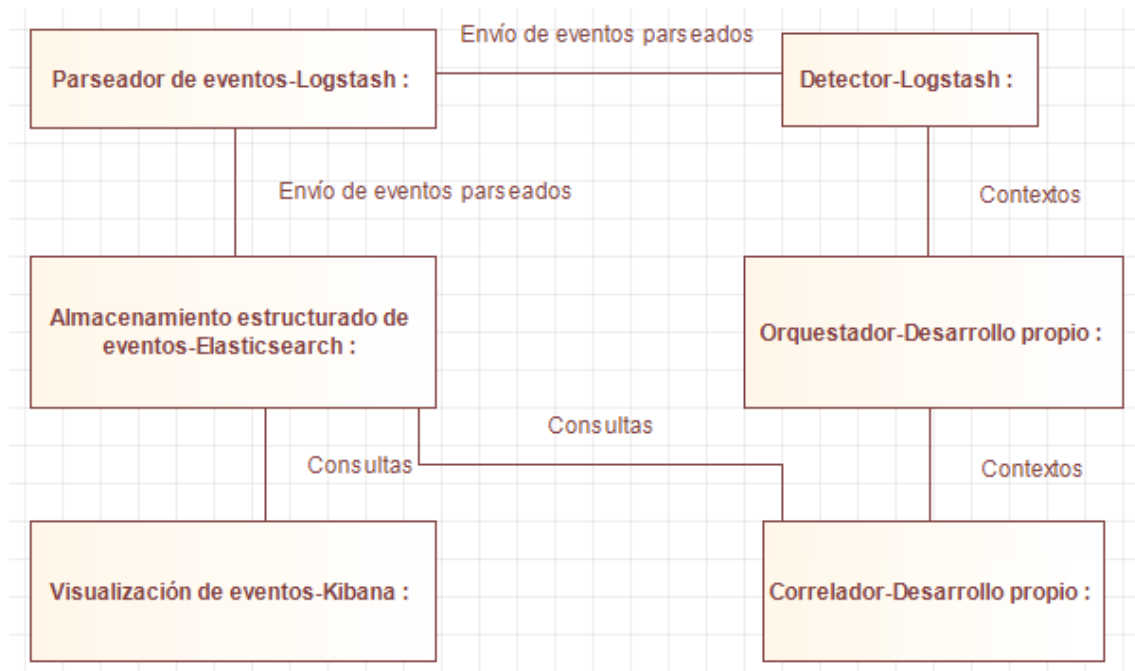 Envío de eventos parseados
Parseador de eventos-Logstash :
Detector-Logstash :
Envío de eventos parseados
Contextos
Almacenamiento estructurado de
eventos-Elasticsearch :
Orquestador-Desarrollo propio :
Consultas
Consultas
Contextos
Visualización de eventos-Kibana :
Correlador-Desarrollo propio :